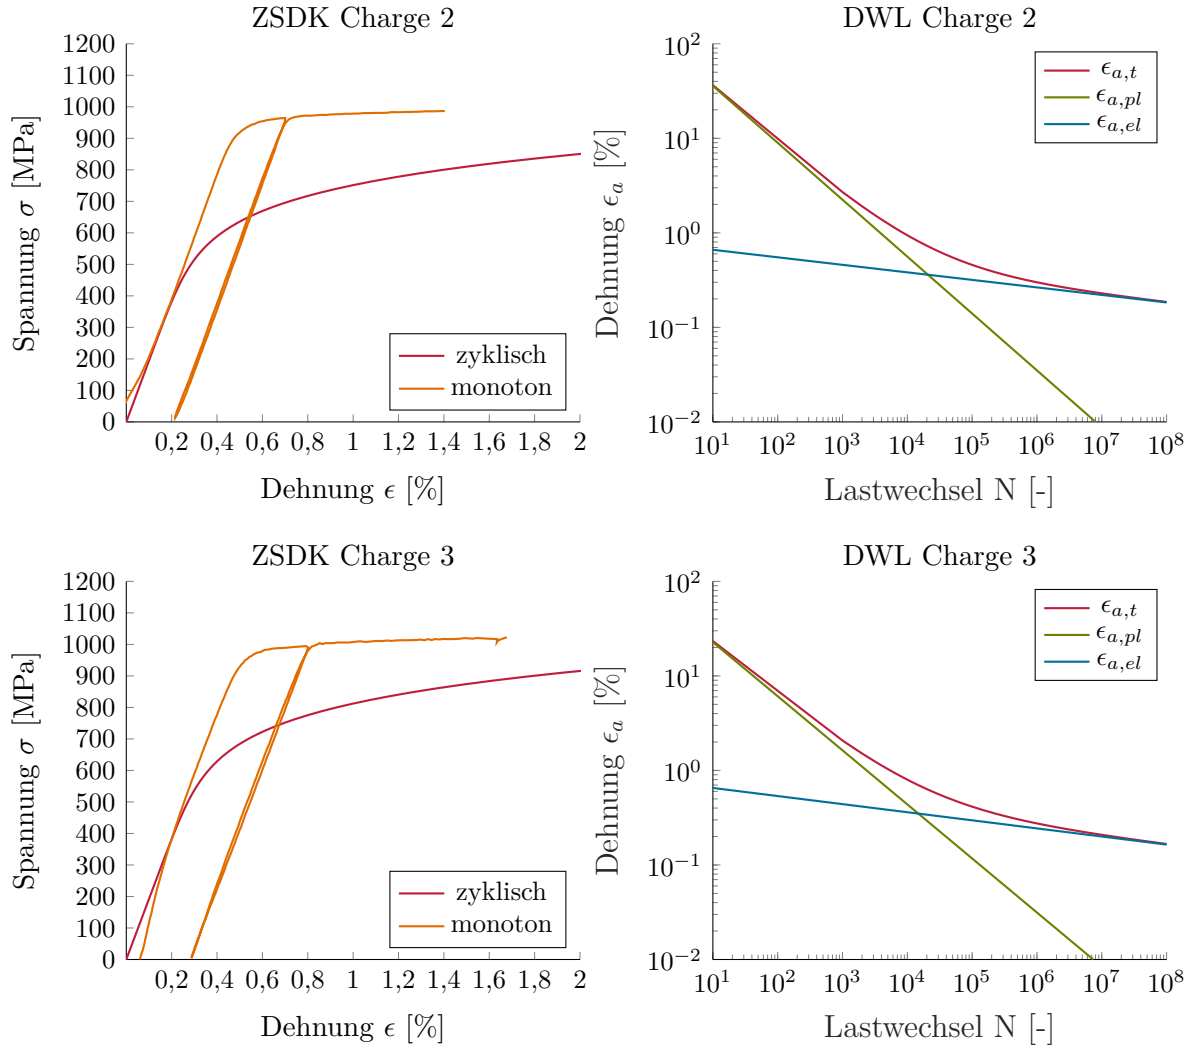 ZSDK Charge 2
Spannung σ [MPa]
1200
1100
1000
900
800
700
600
500
400
300
200
100
0
0,2 0,4 0,6 0,8 1 1,2 1,4 1,6 1,8 2
Dehnung ϵ [%]
zyklisch
monoton
DWL Charge 2
Dehnung ϵ_a [%]
10^2
10^1
10^0
10^−1
10^−2
10^1 10^2 10^3 10^4 10^5 10^6 10^7 10^8
Lastwechsel N [-]
ϵ_{a,t}
ϵ_{a,pl}
ϵ_{a,el}
ZSDK Charge 3
Spannung σ [MPa]
1200
1100
1000
900
800
700
600
500
400
300
200
100
0
0,2 0,4 0,6 0,8 1 1,2 1,4 1,6 1,8 2
Dehnung ϵ [%]
zyklisch
monoton
DWL Charge 3
Dehnung ϵ_a [%]
10^2
10^1
10^0
10^−1
10^−2
10^1 10^2 10^3 10^4 10^5 10^6 10^7 10^8
Lastwechsel N [-]
ϵ_{a,t}
ϵ_{a,pl}
ϵ_{a,el}